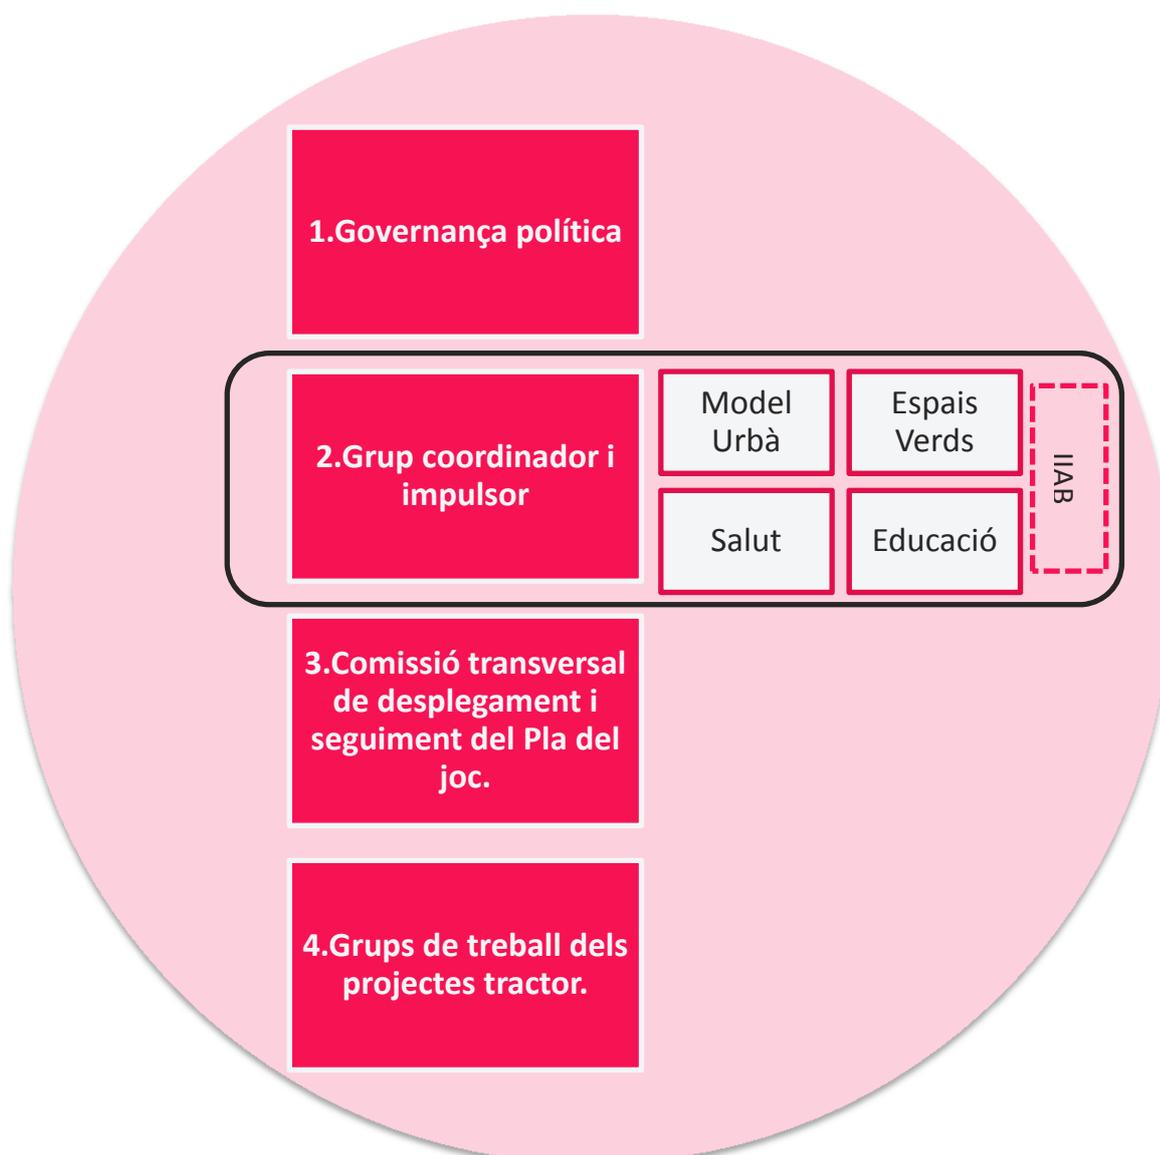 1.Governança política
2.Grup coordinador i
impulsor
Model
Urbà
Espais
Verds
Salut
Educació
IIAB
3.Comissió transversal
de desplegament i
seguiment del Pla del
joc.
4.Grups de treball dels
projectes tractor.